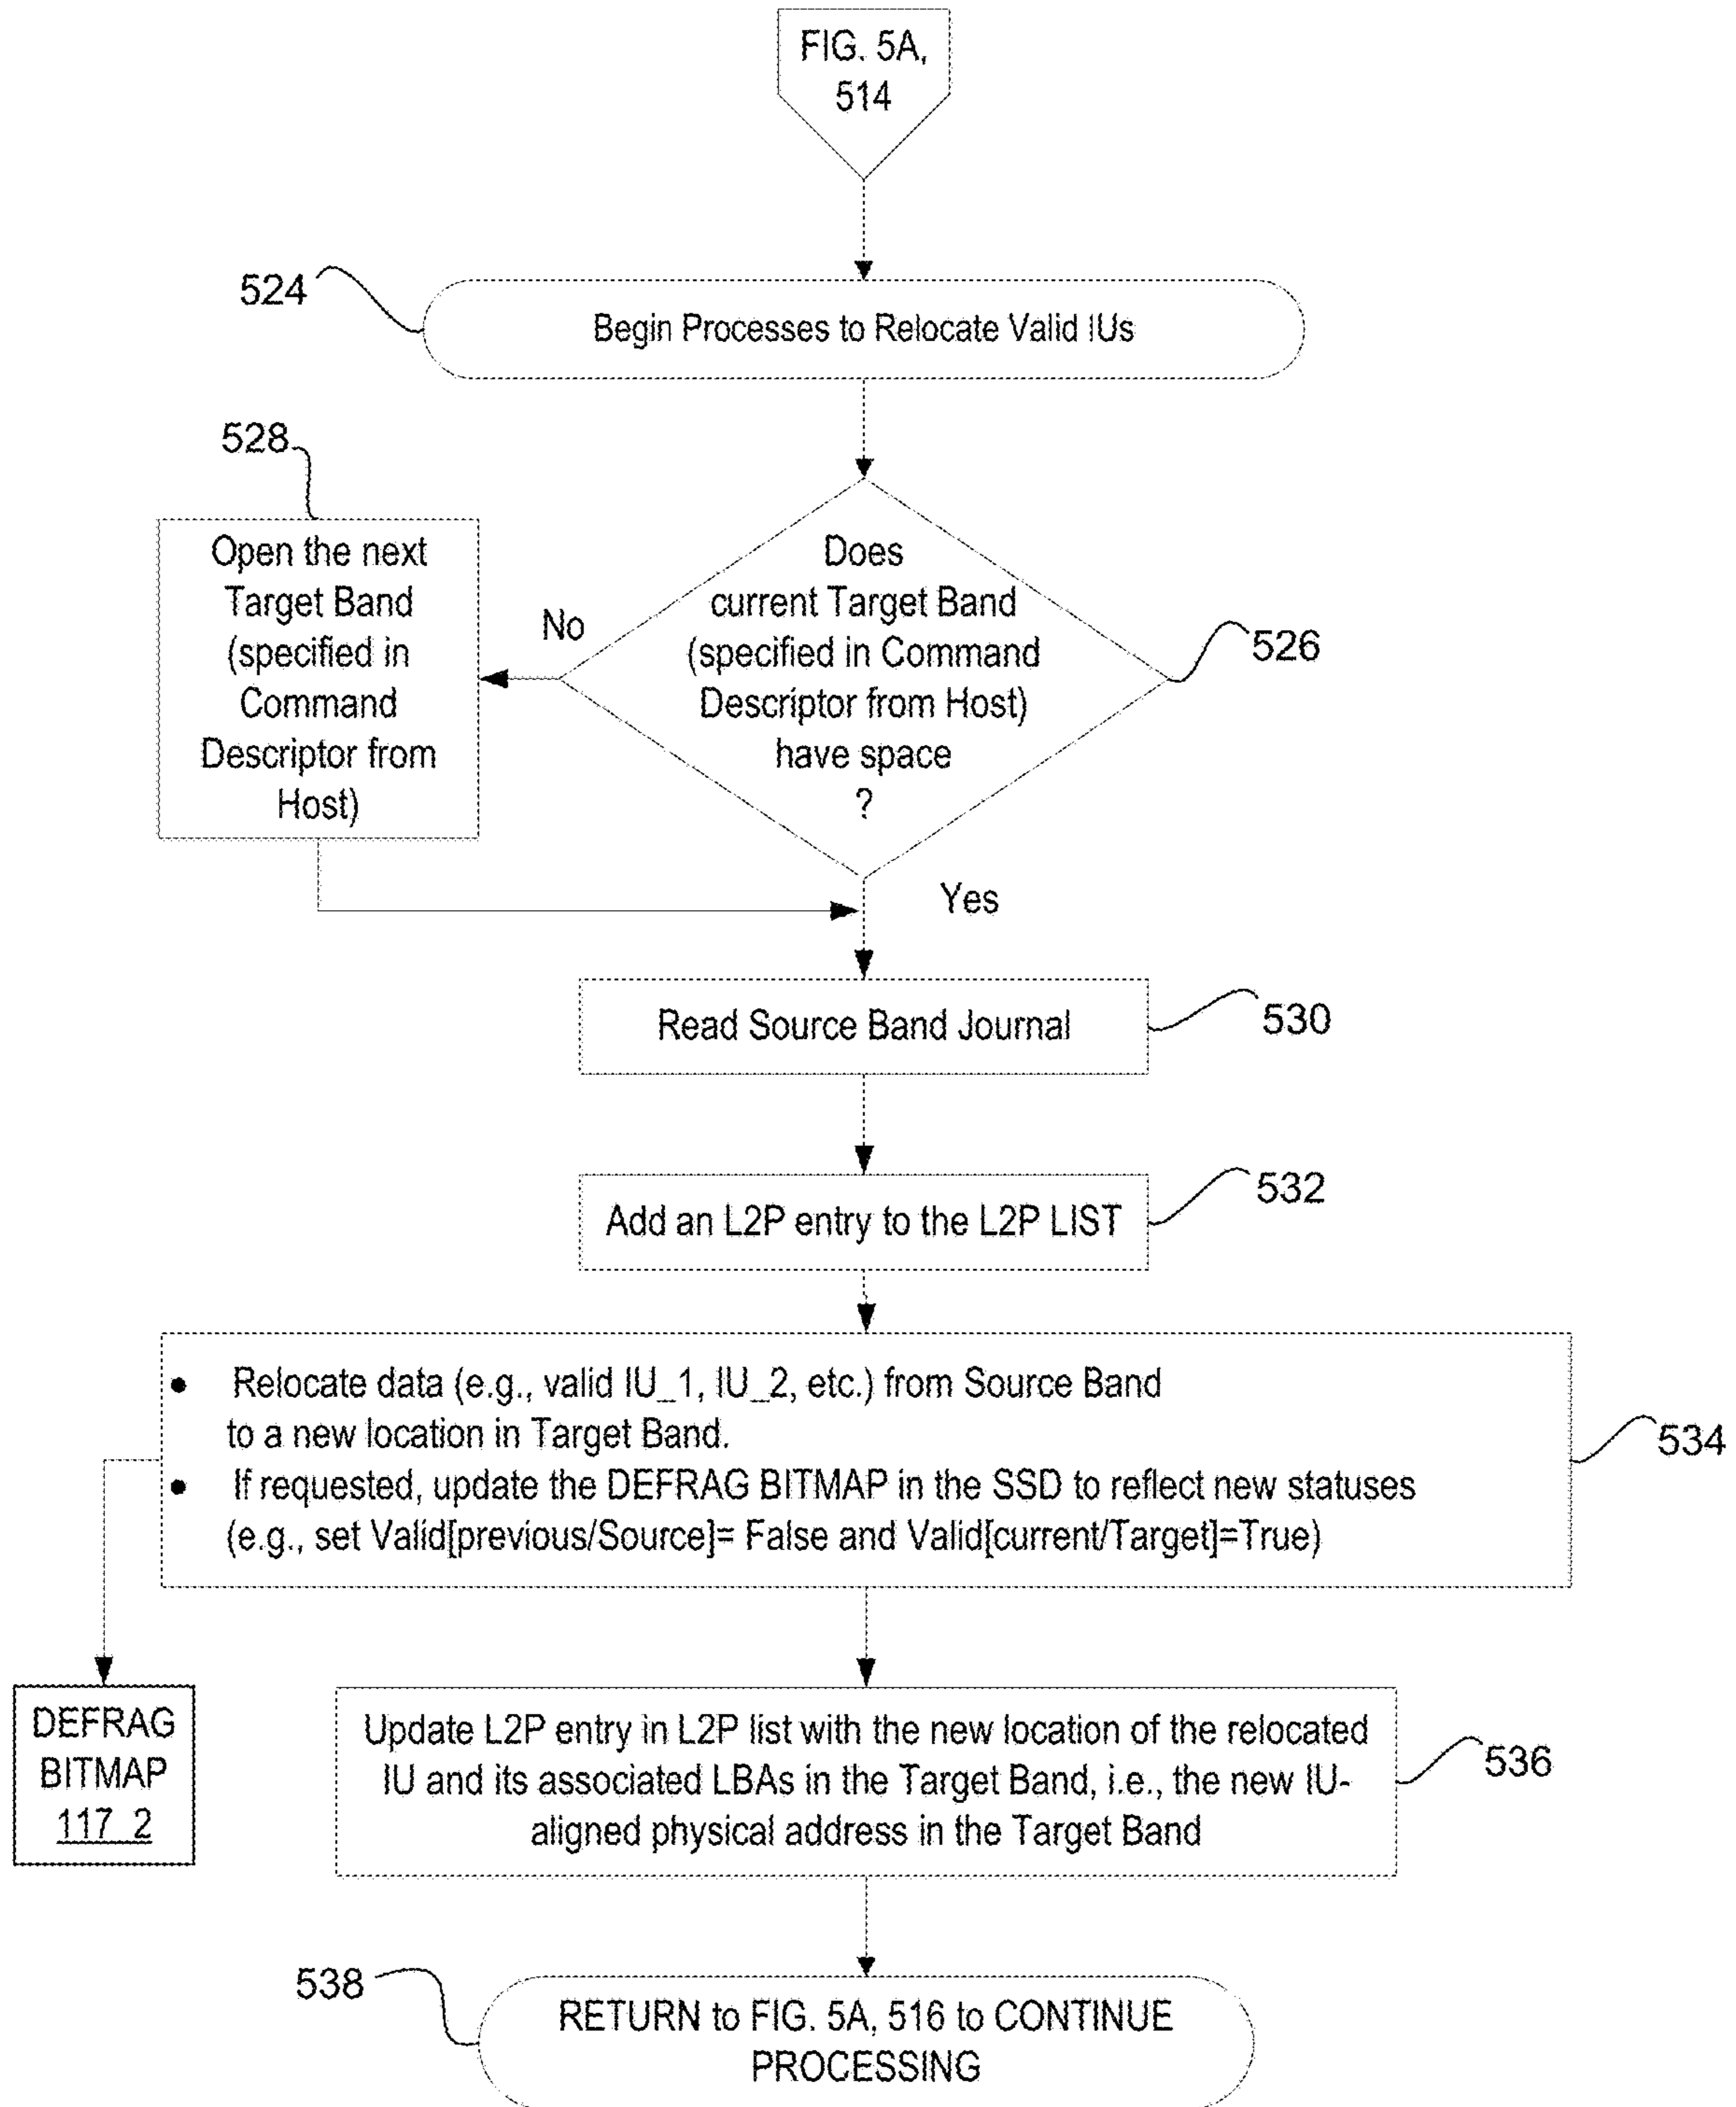 FIG. 5A,
514
524
Begin Processes to Relocate Valid IUs
528
Open the next
Target Band
(specified in
Command
Descriptor from
Host)
No
Does
current Target Band
(specified in Command
Descriptor from Host)
have space
?
526
Yes
Read Source Band Journal
530
Add an L2P entry to the L2P LIST
532
• Relocate data (e.g., valid IU_1, IU_2, etc.) from Source Band
to a new location in Target Band.
• If requested, update the DEFRAG BITMAP in the SSD to reflect new statuses
(e.g., set Valid[previous/Source]= False and Valid[current/Target]=True)
534
DEFRAG
BITMAP
117_2
Update L2P entry in L2P list with the new location of the relocated
IU and its associated LBAs in the Target Band, i.e., the new IU-
aligned physical address in the Target Band
536
538
RETURN to FIG. 5A, 516 to CONTINUE
PROCESSING